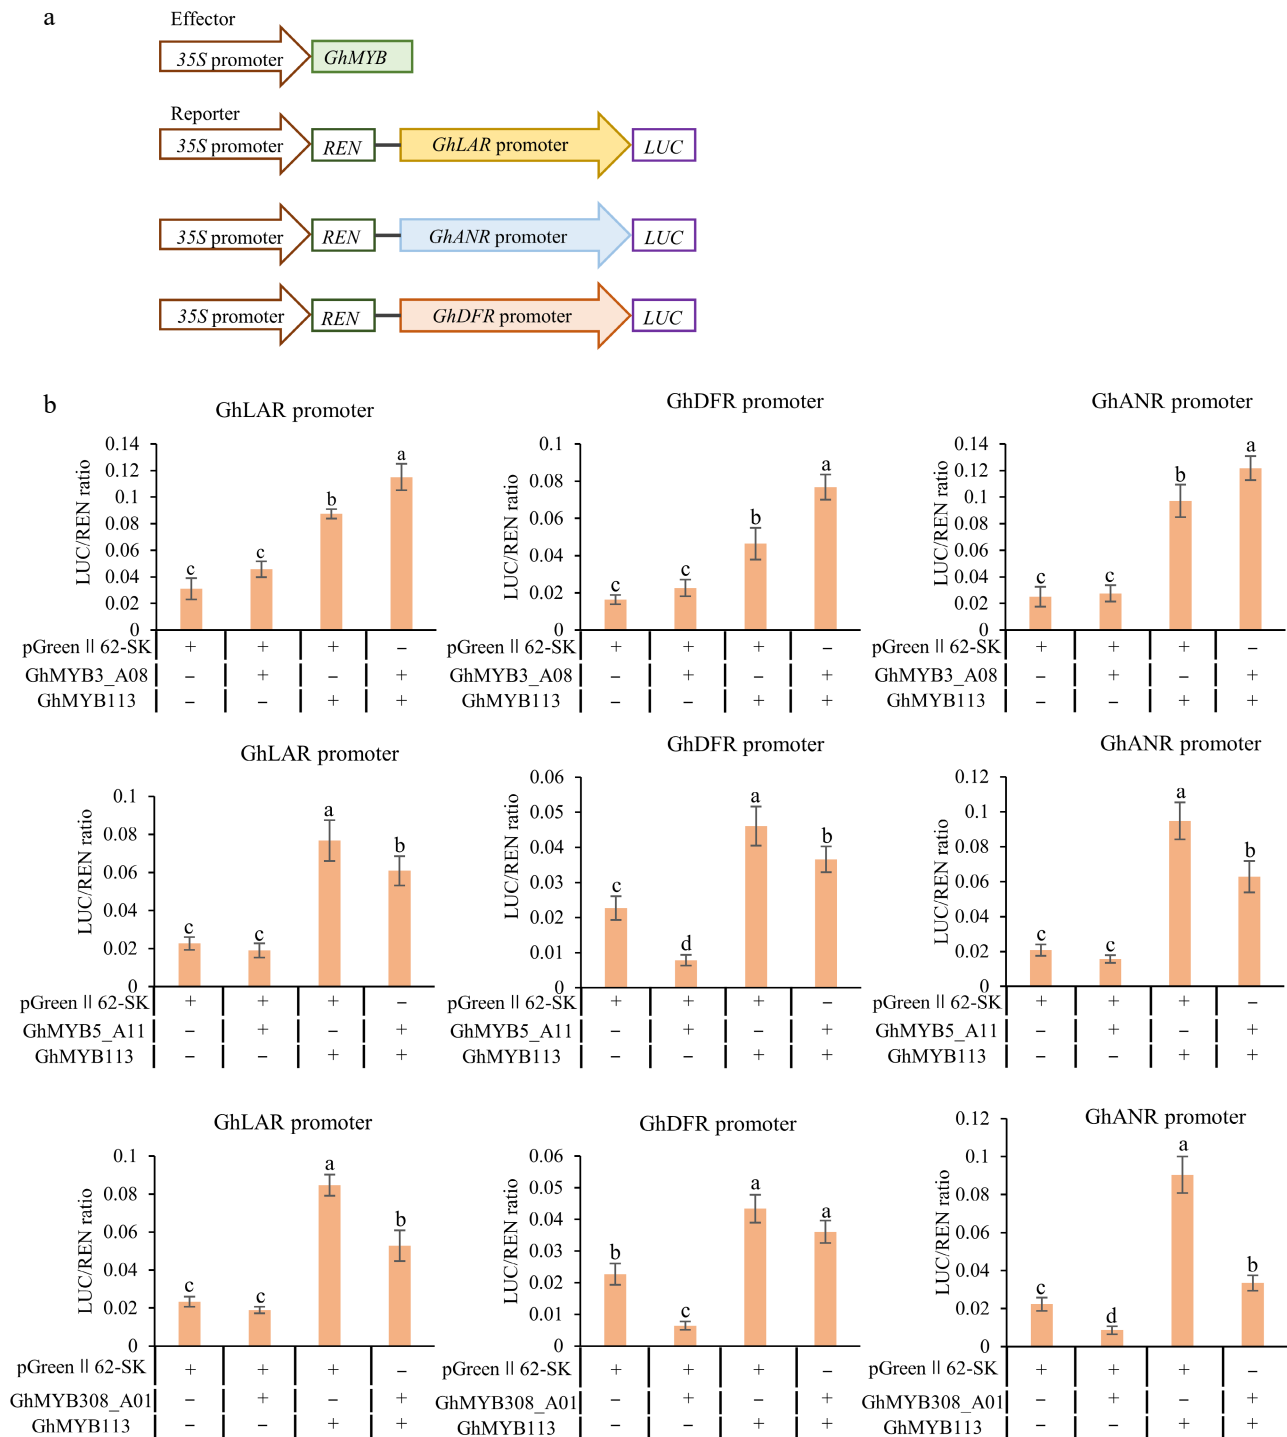 a
Effector
35S promoter GhMYB
Reporter
35S promoter REN GhLAR promoter LUC
35S promoter REN GhANR promoter LUC
35S promoter REN GhDFR promoter LUC
b
GhLAR promoter
LUC/REN ratio
0.14
0.12
0.1
0.08
0.06
0.04
0.02
0
c c b a
pGreen II 62-SK + + + −
GhMYB3_A08 − + − +
GhMYB113 − − + +
GhDFR promoter
LUC/REN ratio
0.1
0.08
0.06
0.04
0.02
0
c c b a
pGreen II 62-SK + + + −
GhMYB3_A08 − + − +
GhMYB113 − − + +
GhANR promoter
LUC/REN ratio
0.14
0.12
0.1
0.08
0.06
0.04
0.02
0
c c b a
pGreen II 62-SK + + + −
GhMYB3_A08 − + − +
GhMYB113 − − + +
GhLAR promoter
LUC/REN ratio
0.1
0.08
0.06
0.04
0.02
0
c c a b
pGreen II 62-SK + + + −
GhMYB5_A11 − + − +
GhMYB113 − − + +
GhDFR promoter
LUC/REN ratio
0.06
0.05
0.04
0.03
0.02
0.01
0
c d a b
pGreen II 62-SK + + + −
GhMYB5_A11 − + − +
GhMYB113 − − + +
GhANR promoter
LUC/REN ratio
0.12
0.1
0.08
0.06
0.04
0.02
0
c c a b
pGreen II 62-SK + + + −
GhMYB5_A11 − + − +
GhMYB113 − − + +
GhLAR promoter
LUC/REN ratio
0.1
0.08
0.06
0.04
0.02
0
c c a b
pGreen II 62-SK + + + −
GhMYB308_A01 − + − +
GhMYB113 − − + +
GhDFR promoter
LUC/REN ratio
0.06
0.05
0.04
0.03
0.02
0.01
0
b c a a
pGreen II 62-SK + + + −
GhMYB308_A01 − + − +
GhMYB113 − − + +
GhANR promoter
LUC/REN ratio
0.12
0.1
0.08
0.06
0.04
0.02
0
c d a b
pGreen II 62-SK + + + −
GhMYB308_A01 − + − +
GhMYB113 − − + +